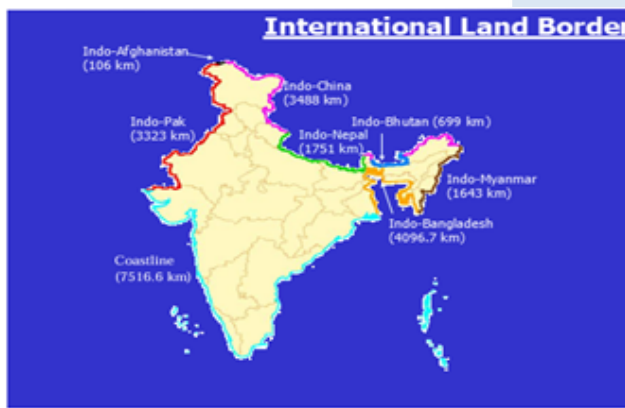 International Land Border
Indo-Afghanistan
(106 km)
Indo-China
(3488 km)
Indo-Pak
(3323 km)
Indo-Bhutan (699 km)
Indo-Nepal
(1751 km)
Indo-Myanmar
(1643 km)
Indo-Bangladesh
(4096.7 km)
Coastline
(7516.6 km)